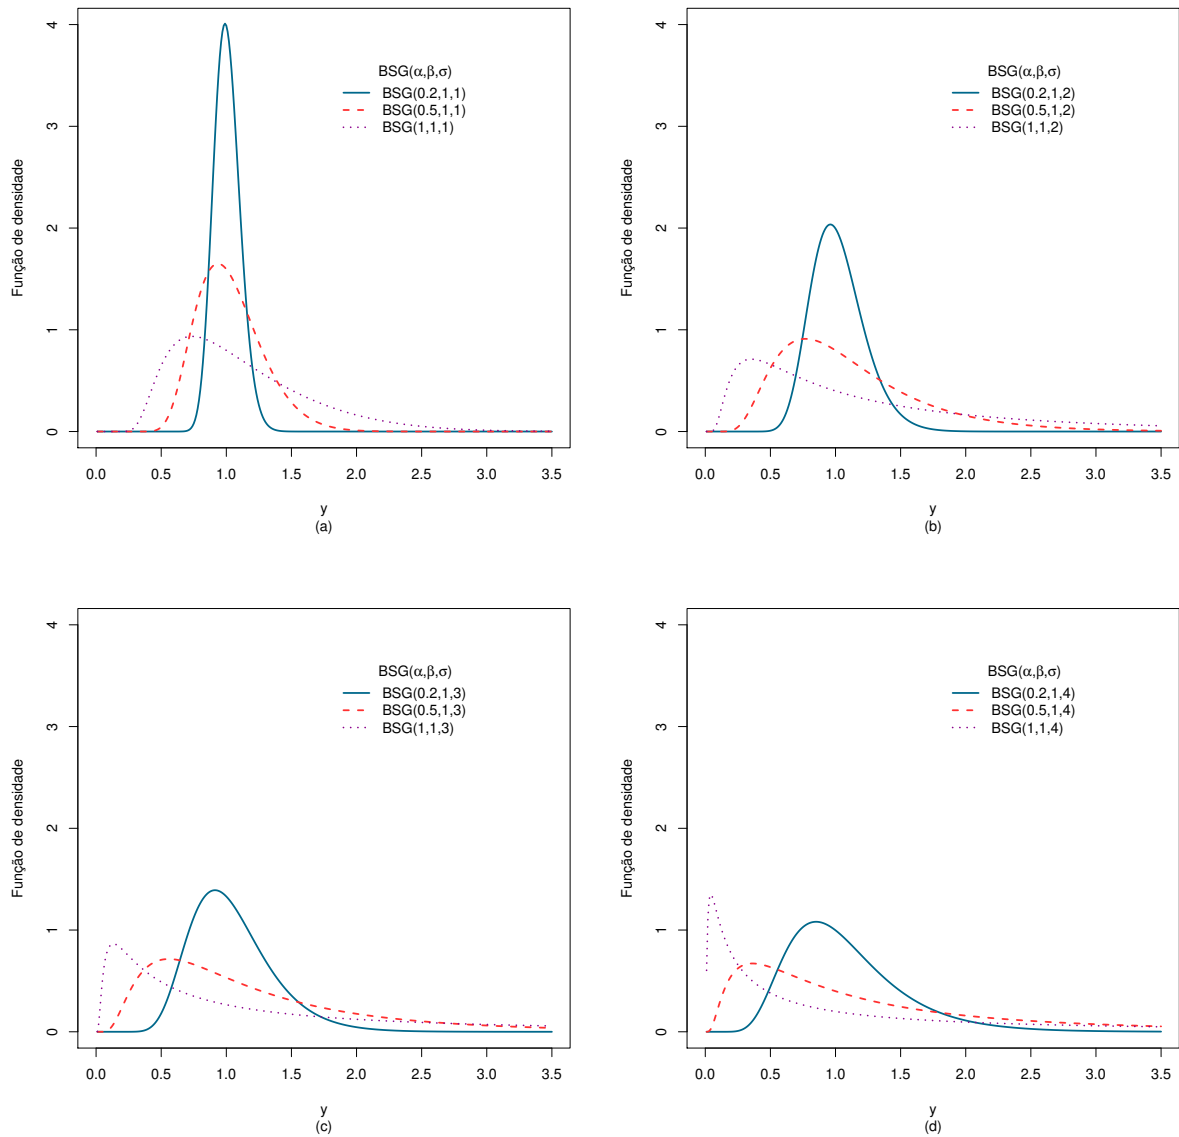 Função de densidade
4
3
2
1
0
BSG(α,β,σ)
BSG(0.2,1,1)
BSG(0.5,1,1)
BSG(1,1,1)
0.0 0.5 1.0 1.5 2.0 2.5 3.0 3.5
y
(a)
Função de densidade
4
3
2
1
0
BSG(α,β,σ)
BSG(0.2,1,2)
BSG(0.5,1,2)
BSG(1,1,2)
0.0 0.5 1.0 1.5 2.0 2.5 3.0 3.5
y
(b)
Função de densidade
4
3
2
1
0
BSG(α,β,σ)
BSG(0.2,1,3)
BSG(0.5,1,3)
BSG(1,1,3)
0.0 0.5 1.0 1.5 2.0 2.5 3.0 3.5
y
(c)
Função de densidade
4
3
2
1
0
BSG(α,β,σ)
BSG(0.2,1,4)
BSG(0.5,1,4)
BSG(1,1,4)
0.0 0.5 1.0 1.5 2.0 2.5 3.0 3.5
y
(d)